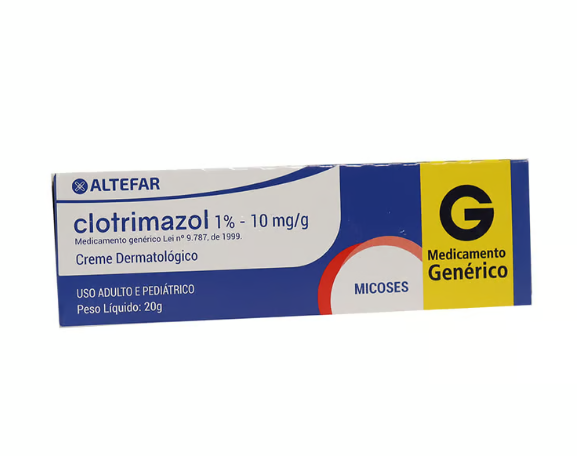 ALTEFAR
clotrimazol 1% - 10 mg/g
Medicamento genérico Lei nº 9.787, de 1999.
Creme Dermatológico
USO ADULTO E PEDIÁTRICO
Peso Líquido: 20g
MICOSES
G
Medicamento
Genérico